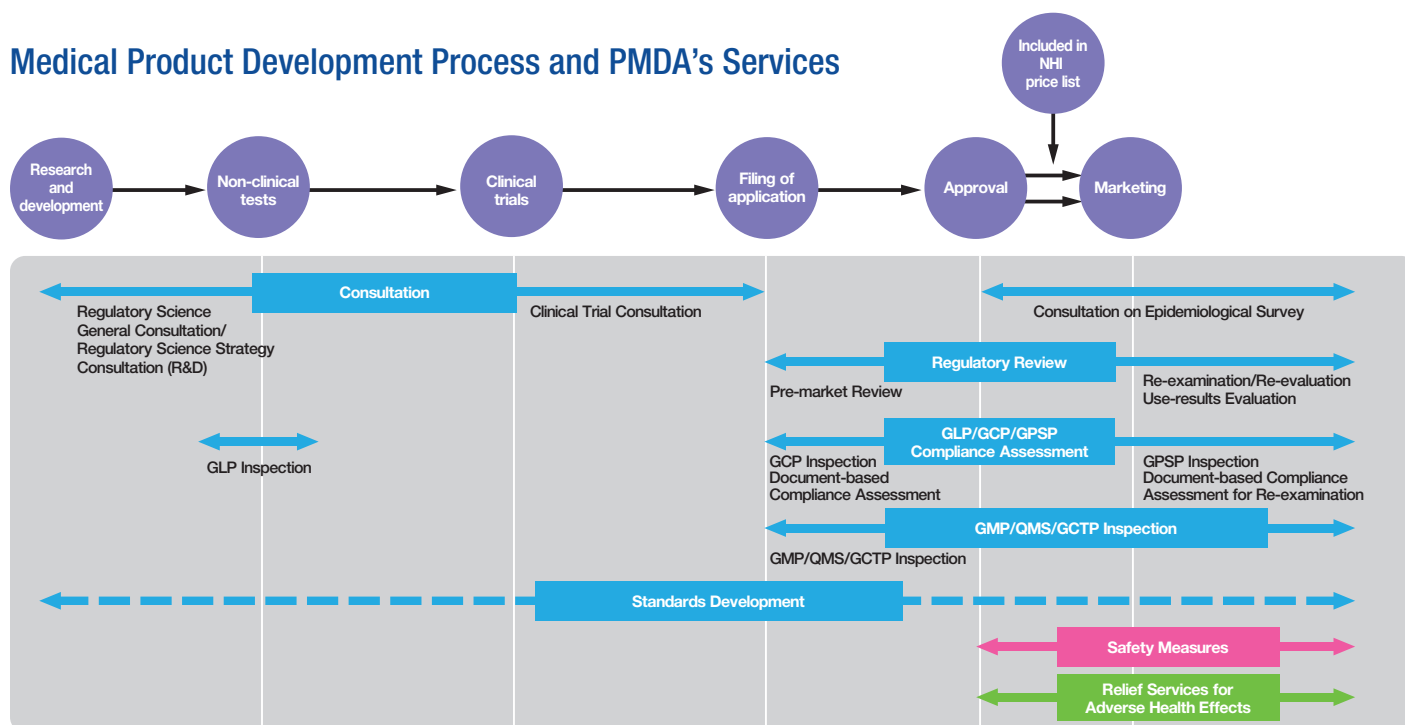 Medical Product Development Process and PMDA's Services
Included in
NHI
price list
Research
and
development
Non-clinical
tests
Clinical
trials
Filing of
application
Approval
Marketing
Consultation
Regulatory Science
General Consultation/
Regulatory Science Strategy
Consultation (R&D)
Clinical Trial Consultation
Consultation on Epidemiological Survey
Regulatory Review
Pre-market Review
Re-examination/Re-evaluation
Use-results Evaluation
GLP Inspection
GLP/GCP/GPSP
Compliance Assessment
GCP Inspection
Document-based
Compliance Assessment
GPSP Inspection
Document-based Compliance
Assessment for Re-examination
GMP/QMS/GCTP Inspection
GMP/QMS/GCTP Inspection
Standards Development
Safety Measures
Relief Services for
Adverse Health Effects